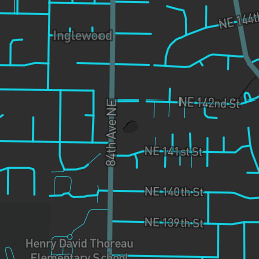 NE 144th
Inglewood
NE 142nd St
84th Ave NE
NE 141st St
NE 140th St
NE 139th St
Henry David Thoreau
Elementary School